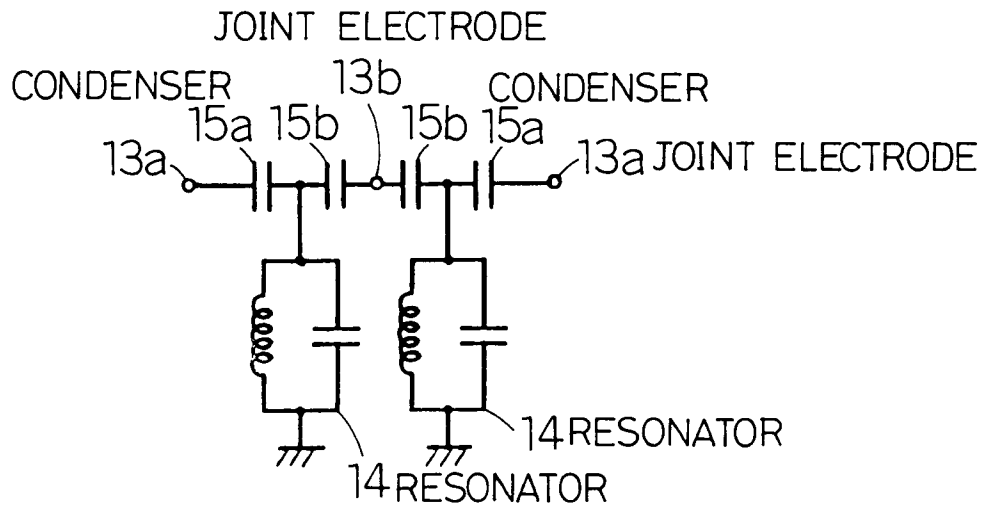 JOINT ELECTRODE
CONDENSER 13b CONDENSER
15a 15b 15b 15a
13a 13a JOINT ELECTRODE
14 RESONATOR
14 RESONATOR